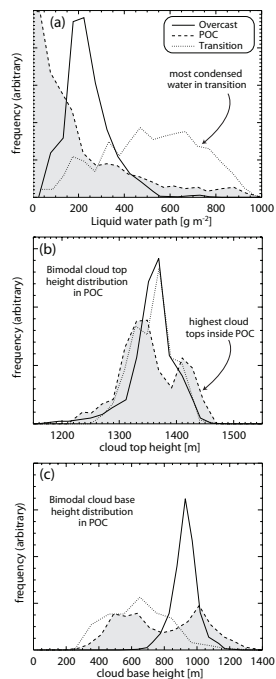 Overcast
POC
Transition
(a)
most condensed
water in transition
frequency (arbitrary)
0 200 400 600 800 1000
Liquid water path [g m-2]
(b)
Bimodal cloud top
height distribution
in POC
highest cloud
tops inside POC
frequency (arbitrary)
1200 1300 1400 1500
cloud top height [m]
(c)
Bimodal cloud base
height distribution
in POC
frequency (arbitrary)
0 200 400 600 800 1000 1200 1400
cloud base height [m]